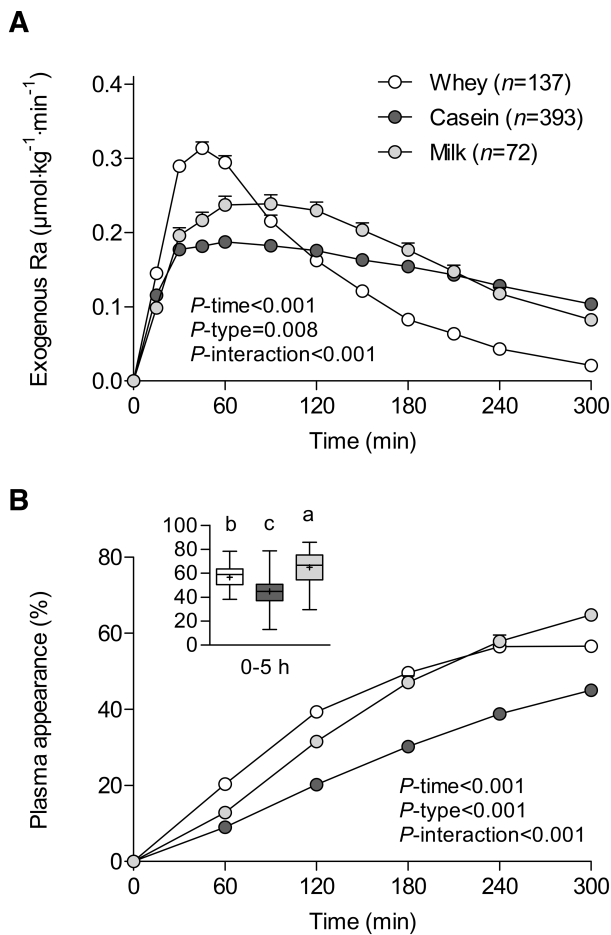 A
Exogenous Ra (µmol·kg⁻¹·min⁻¹)
0.4
0.3
0.2
0.1
0.0
Whey (n=137)
Casein (n=393)
Milk (n=72)
P-time<0.001
P-type=0.008
P-interaction<0.001
0 60 120 180 240 300
Time (min)
B
Plasma appearance (%)
80
60
40
20
0
100
80
60
40
20
0
b c a
0-5 h
P-time<0.001
P-type<0.001
P-interaction<0.001
0 60 120 180 240 300
Time (min)